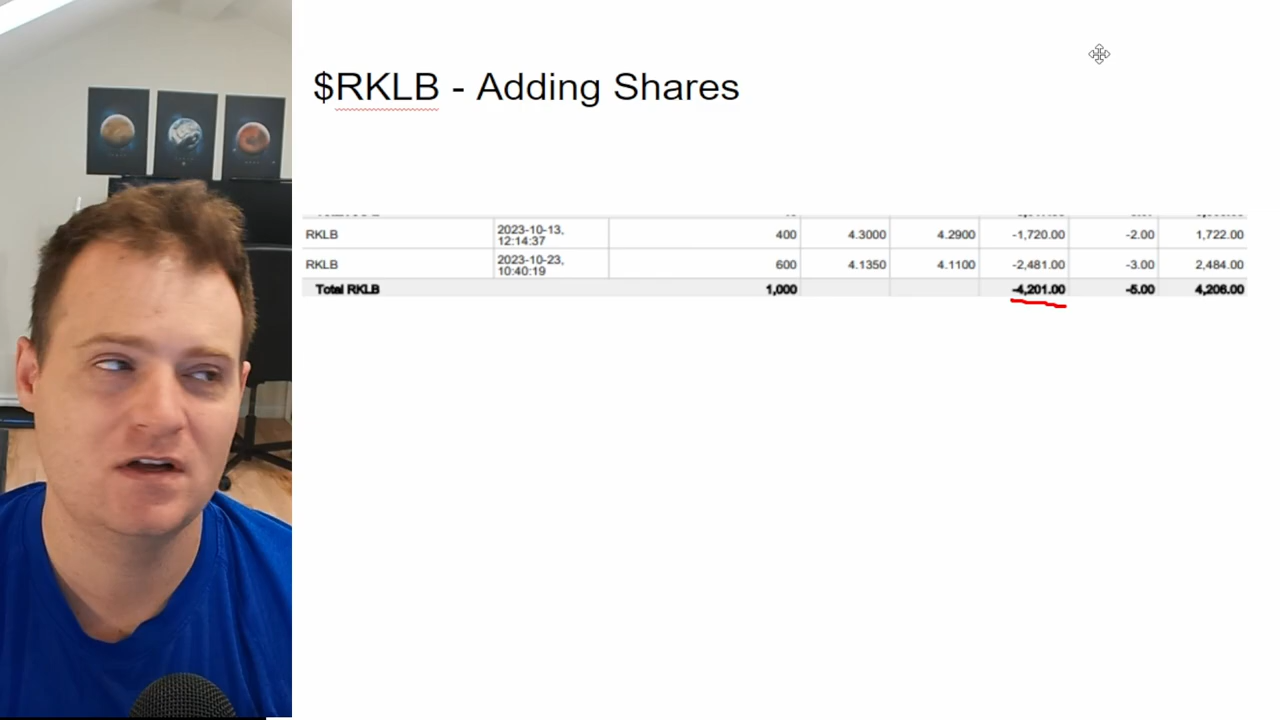 $RKLB - Adding Shares
RKLB 2023-10-13, 12:14:37 400 4.3000 4.2900 -1,720.00 -2.00 1,722.00
RKLB 2023-10-23, 10:40:19 600 4.1350 4.1100 -2,481.00 -3.00 2,484.00
Total RKLB 1,000 -4,201.00 -5.00 4,206.00